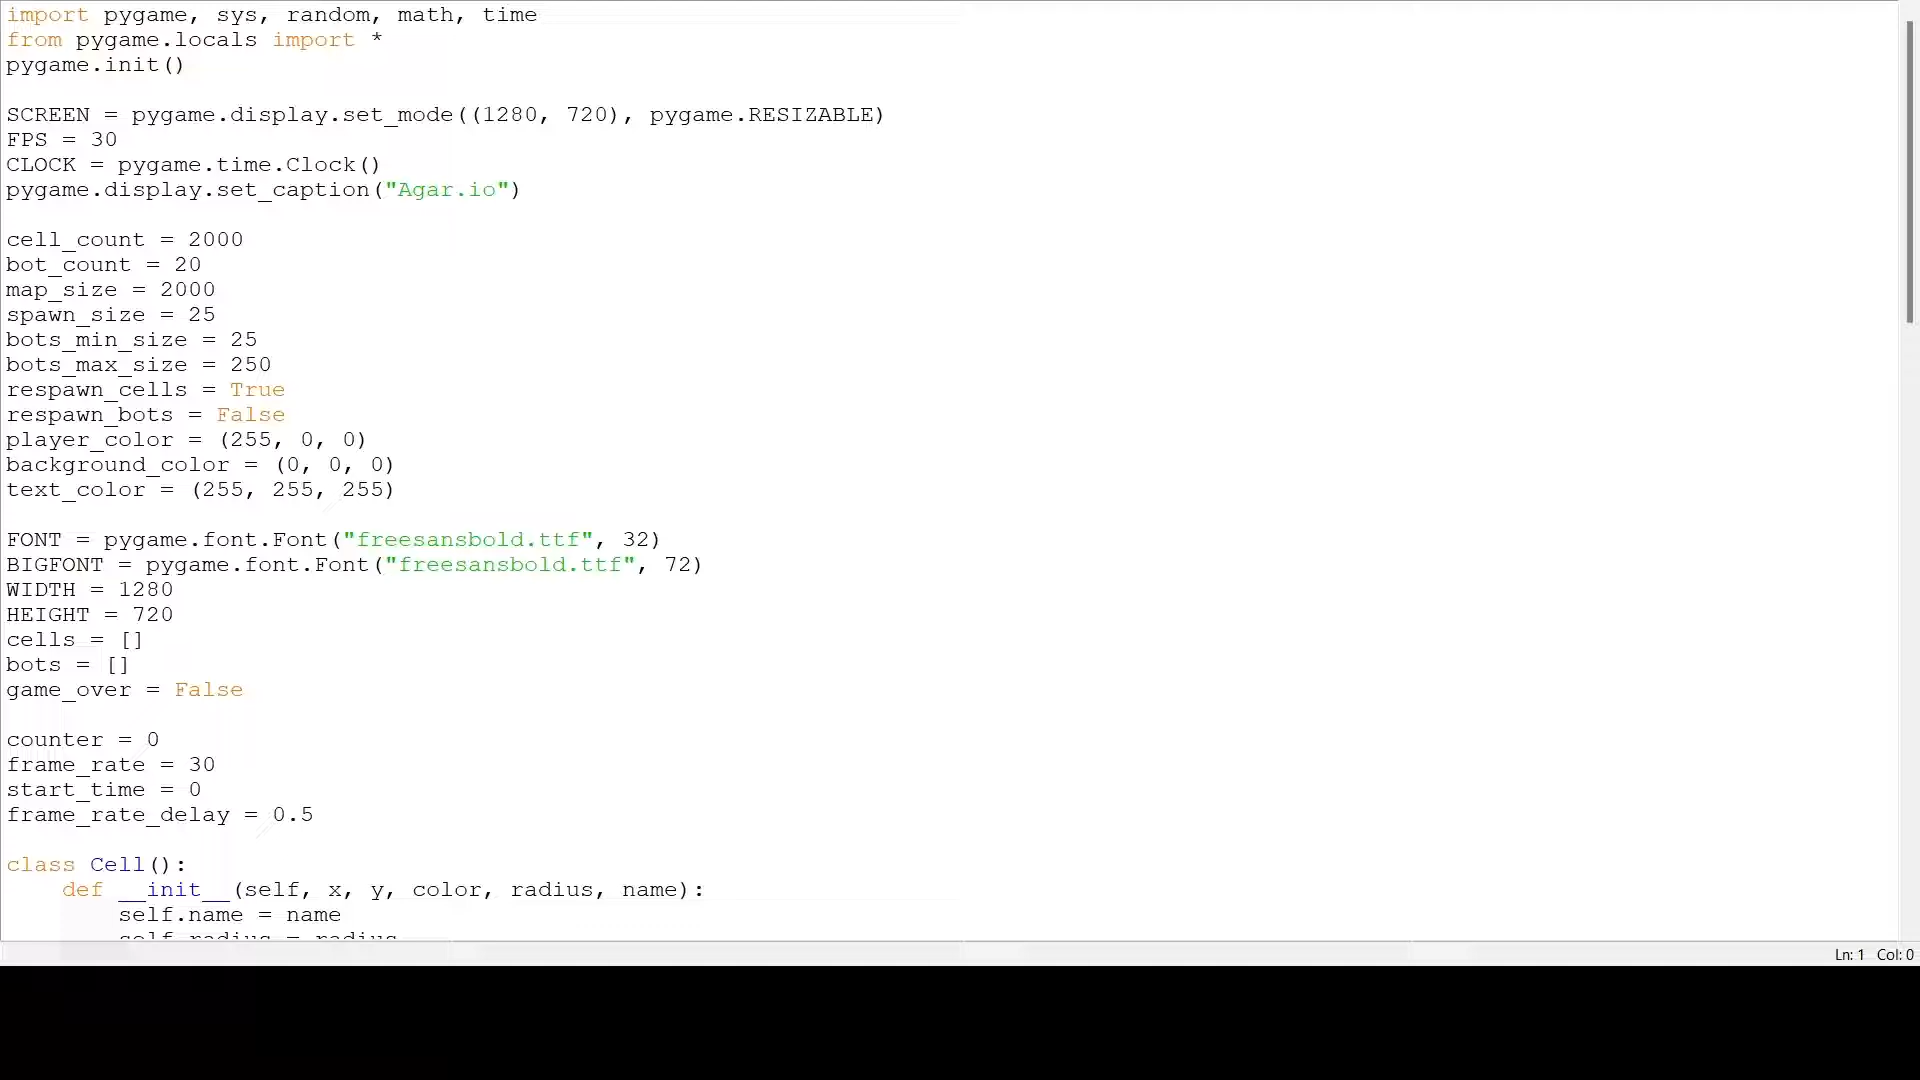 import pygame, sys, random, math, time
from pygame.locals import *
pygame.init()

SCREEN = pygame.display.set_mode((1280, 720), pygame.RESIZABLE)
FPS = 30
CLOCK = pygame.time.Clock()
pygame.display.set_caption("Agar.io")

cell_count = 2000
bot_count = 20
map_size = 2000
spawn_size = 25
bots_min_size = 25
bots_max_size = 250
respawn_cells = True
respawn_bots = False
player_color = (255, 0, 0)
background_color = (0, 0, 0)
text_color = (255, 255, 255)

FONT = pygame.font.Font("freesansbold.ttf", 32)
BIGFONT = pygame.font.Font("freesansbold.ttf", 72)
WIDTH = 1280
HEIGHT = 720
cells = []
bots = []
game_over = False

counter = 0
frame_rate = 30
start_time = 0
frame_rate_delay = 0.5

class Cell():
    def __init__(self, x, y, color, radius, name):
        self.name = name
        self.radius = radius
Ln: 1 Col: 0